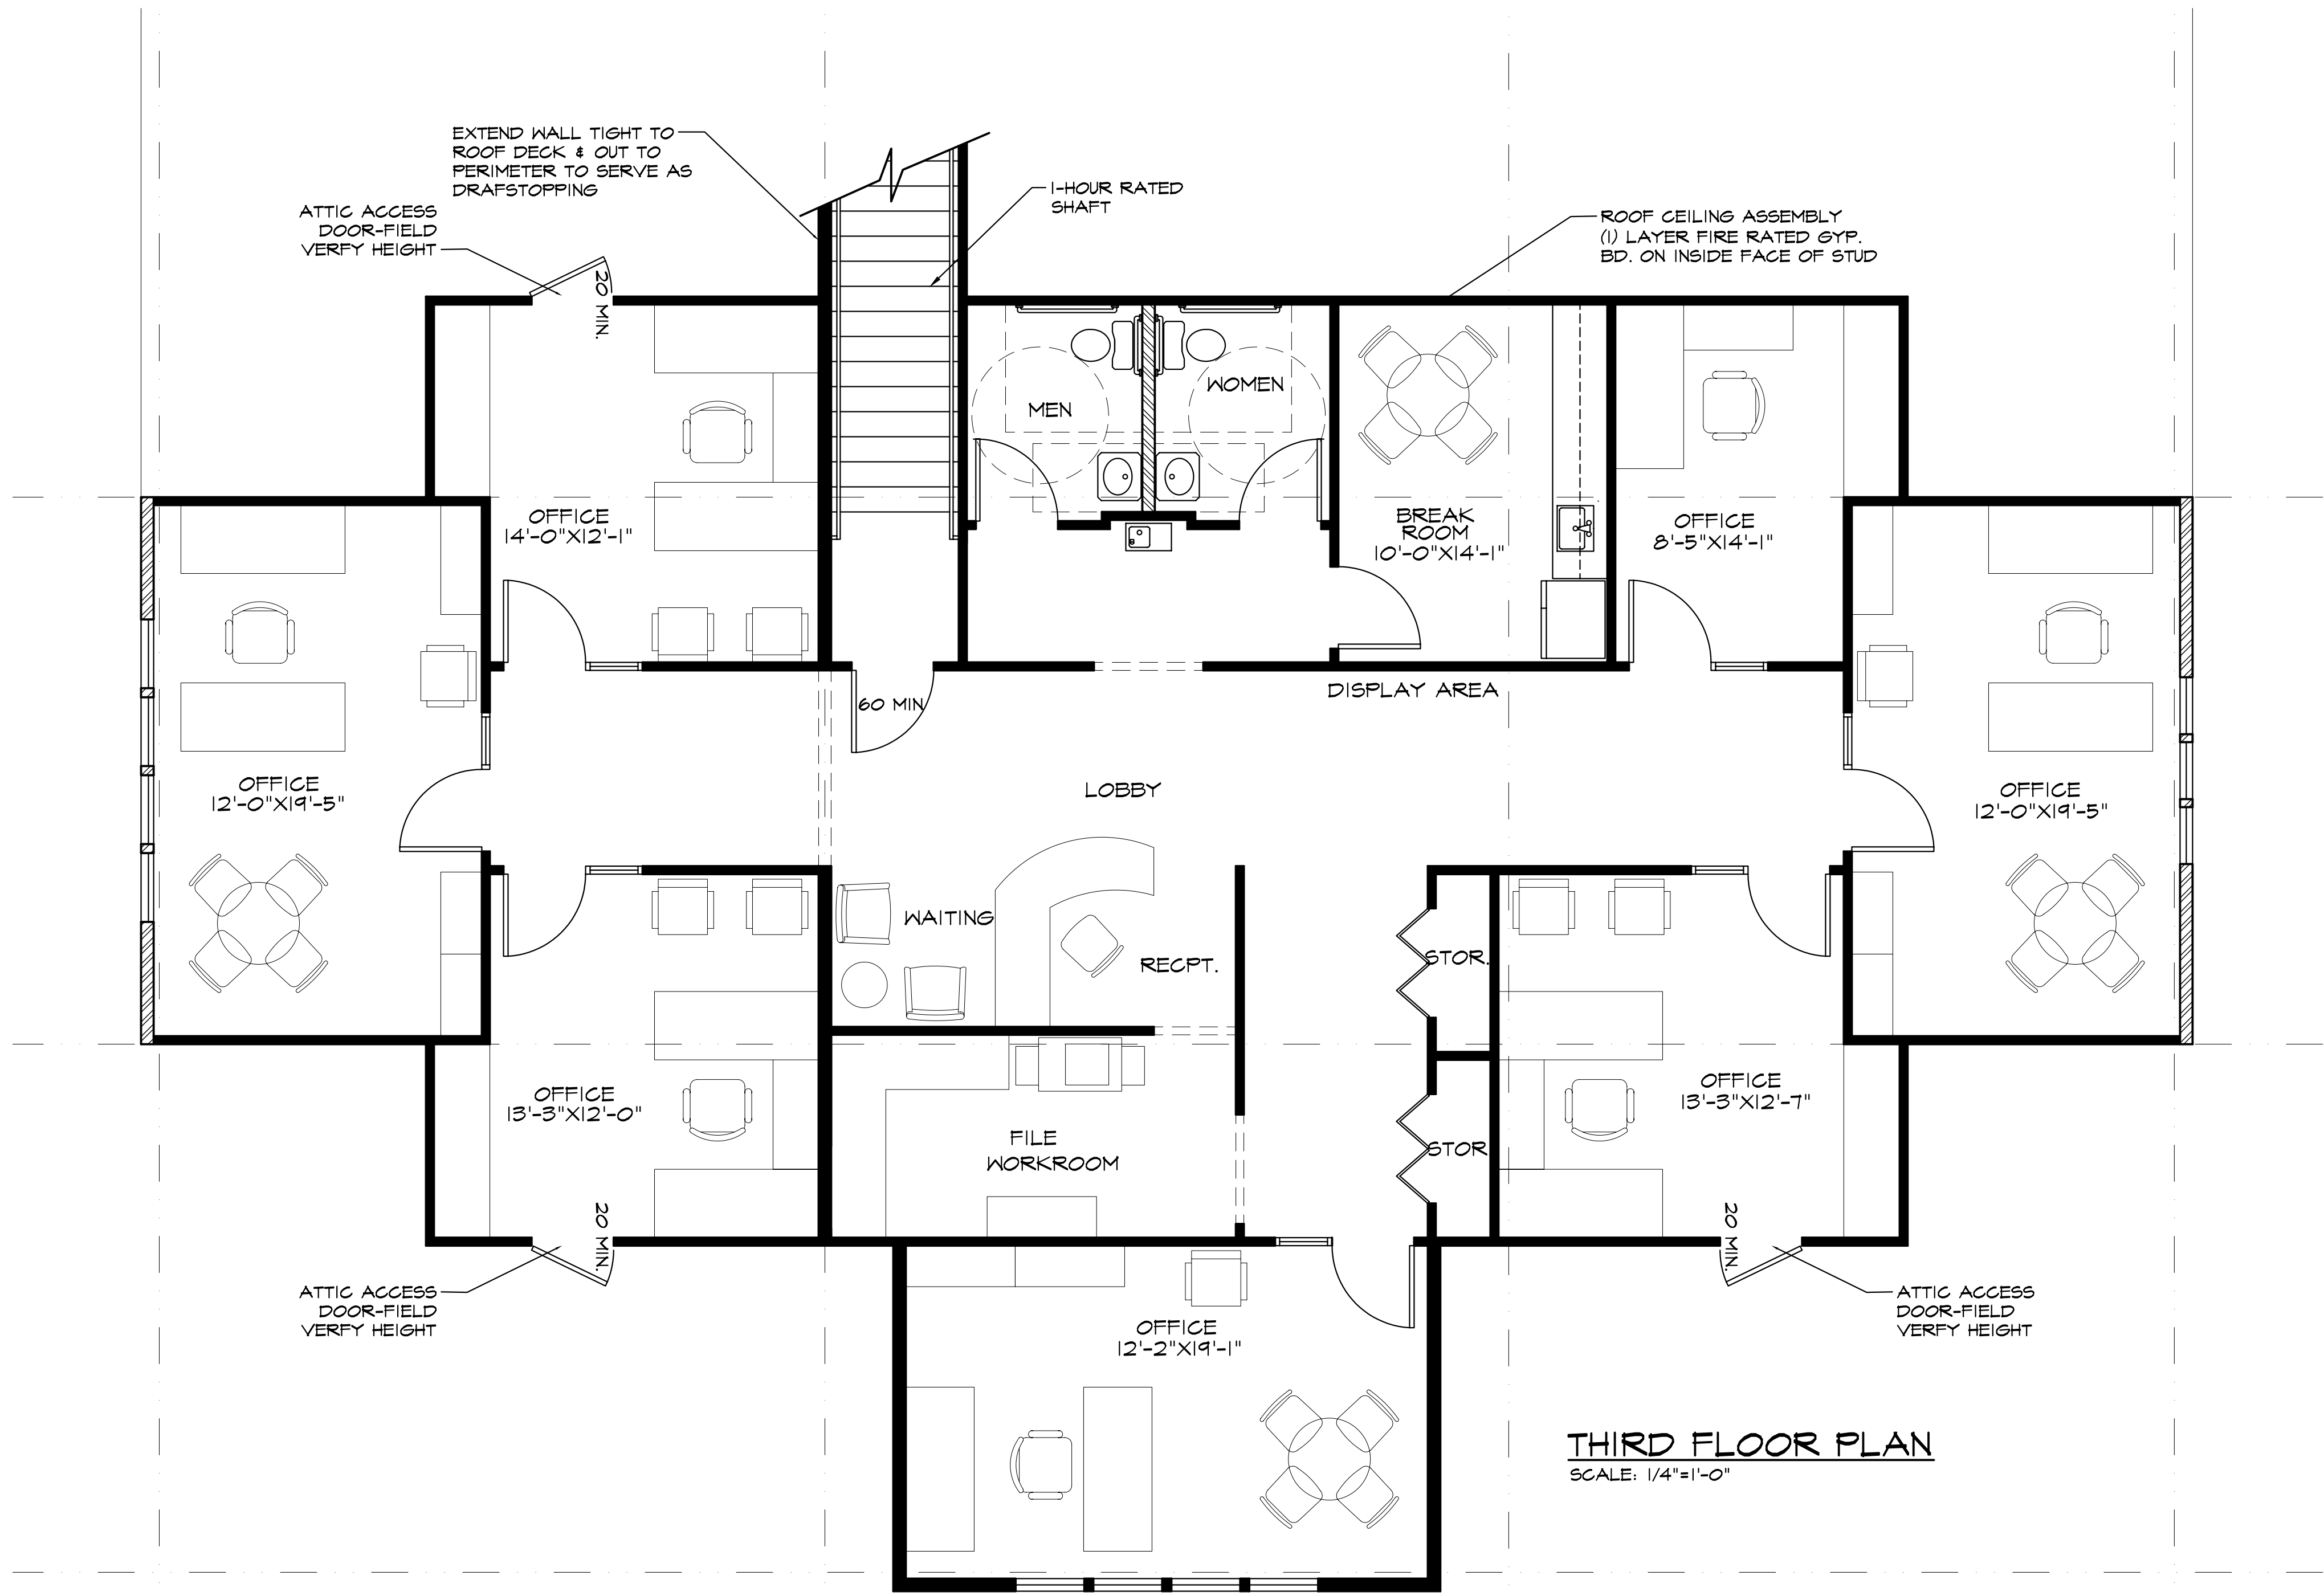 EXTEND WALL TIGHT TO
ROOF DECK & OUT TO
PERIMETER TO SERVE AS
DRAFSTOPPING
1-HOUR RATED
SHAFT
ATTIC ACCESS
DOOR-FIELD
VERFY HEIGHT
ROOF CEILING ASSEMBLY
(1) LAYER FIRE RATED GYP.
BD. ON INSIDE FACE OF STUD
20 MIN.
MEN
WOMEN
OFFICE
14'-0"X12'-1"
BREAK
ROOM
10'-0"X14'-1"
OFFICE
8'-5"X14'-1"
60 MIN
DISPLAY AREA
OFFICE
12'-0"X19'-5"
LOBBY
OFFICE
12'-0"X19'-5"
WAITING
RECPT.
STOR.
OFFICE
13'-3"X12'-0"
FILE
WORKROOM
STOR
OFFICE
13'-3"X12'-7"
20 MIN.
20 MIN.
ATTIC ACCESS
DOOR-FIELD
VERFY HEIGHT
OFFICE
12'-2"X19'-1"
ATTIC ACCESS
DOOR-FIELD
VERFY HEIGHT
THIRD FLOOR PLAN
SCALE: 1/4"=1'-0"